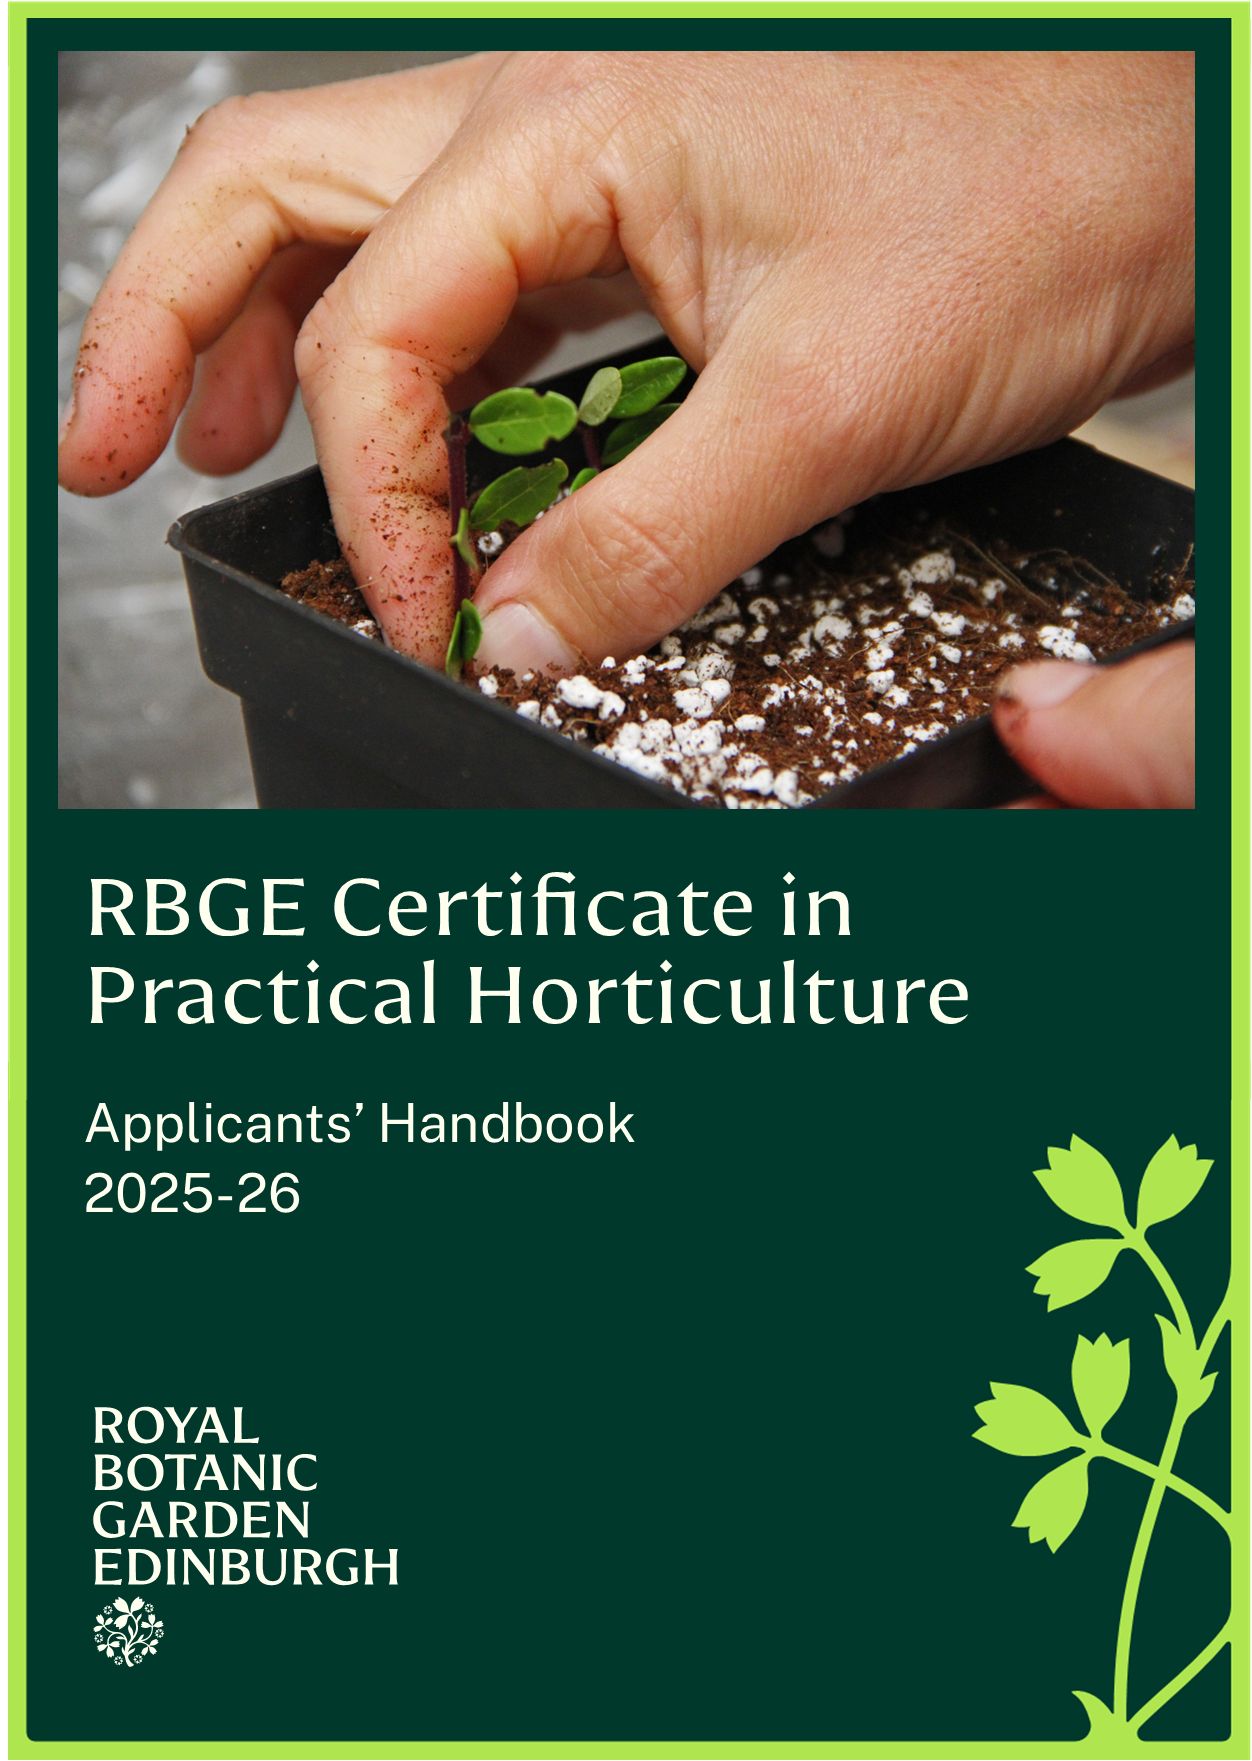 RBGE Certificate in
Practical Horticulture
Applicants’ Handbook
2025-26
ROYAL
BOTANIC
GARDEN
EDINBURGH